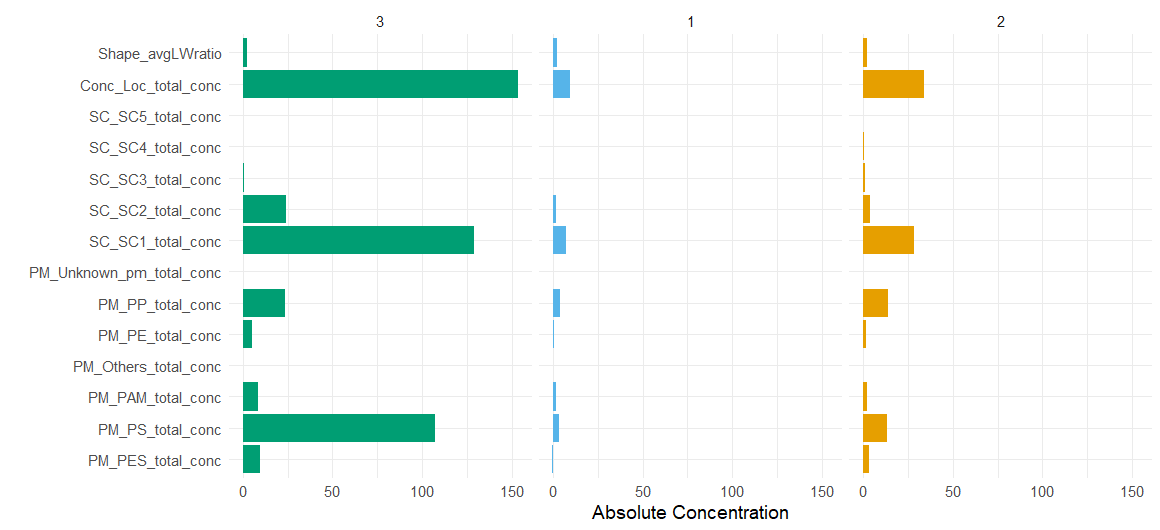 3 1 2
Shape_avgLWratio
Conc_Loc_total_conc
SC_SC5_total_conc
SC_SC4_total_conc
SC_SC3_total_conc
SC_SC2_total_conc
SC_SC1_total_conc
PM_Unknown_pm_total_conc
PM_PP_total_conc
PM_PE_total_conc
PM_Others_total_conc
PM_PAM_total_conc
PM_PS_total_conc
PM_PES_total_conc
0 50 100 150 0 50 100 150 0 50 100 150
Absolute Concentration